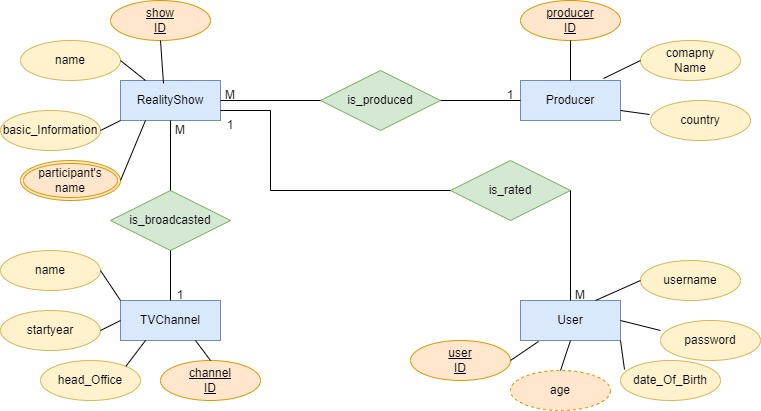 show
ID
producer
ID
name
comapny
Name
RealityShow
M
is_produced
1
Producer
basic_Information
M
1
country
participant's
name
is_rated
is_broadcasted
name
1
M
username
startyear
TVChannel
User
password
user
ID
head_Office
channel
ID
age
date_Of_Birth